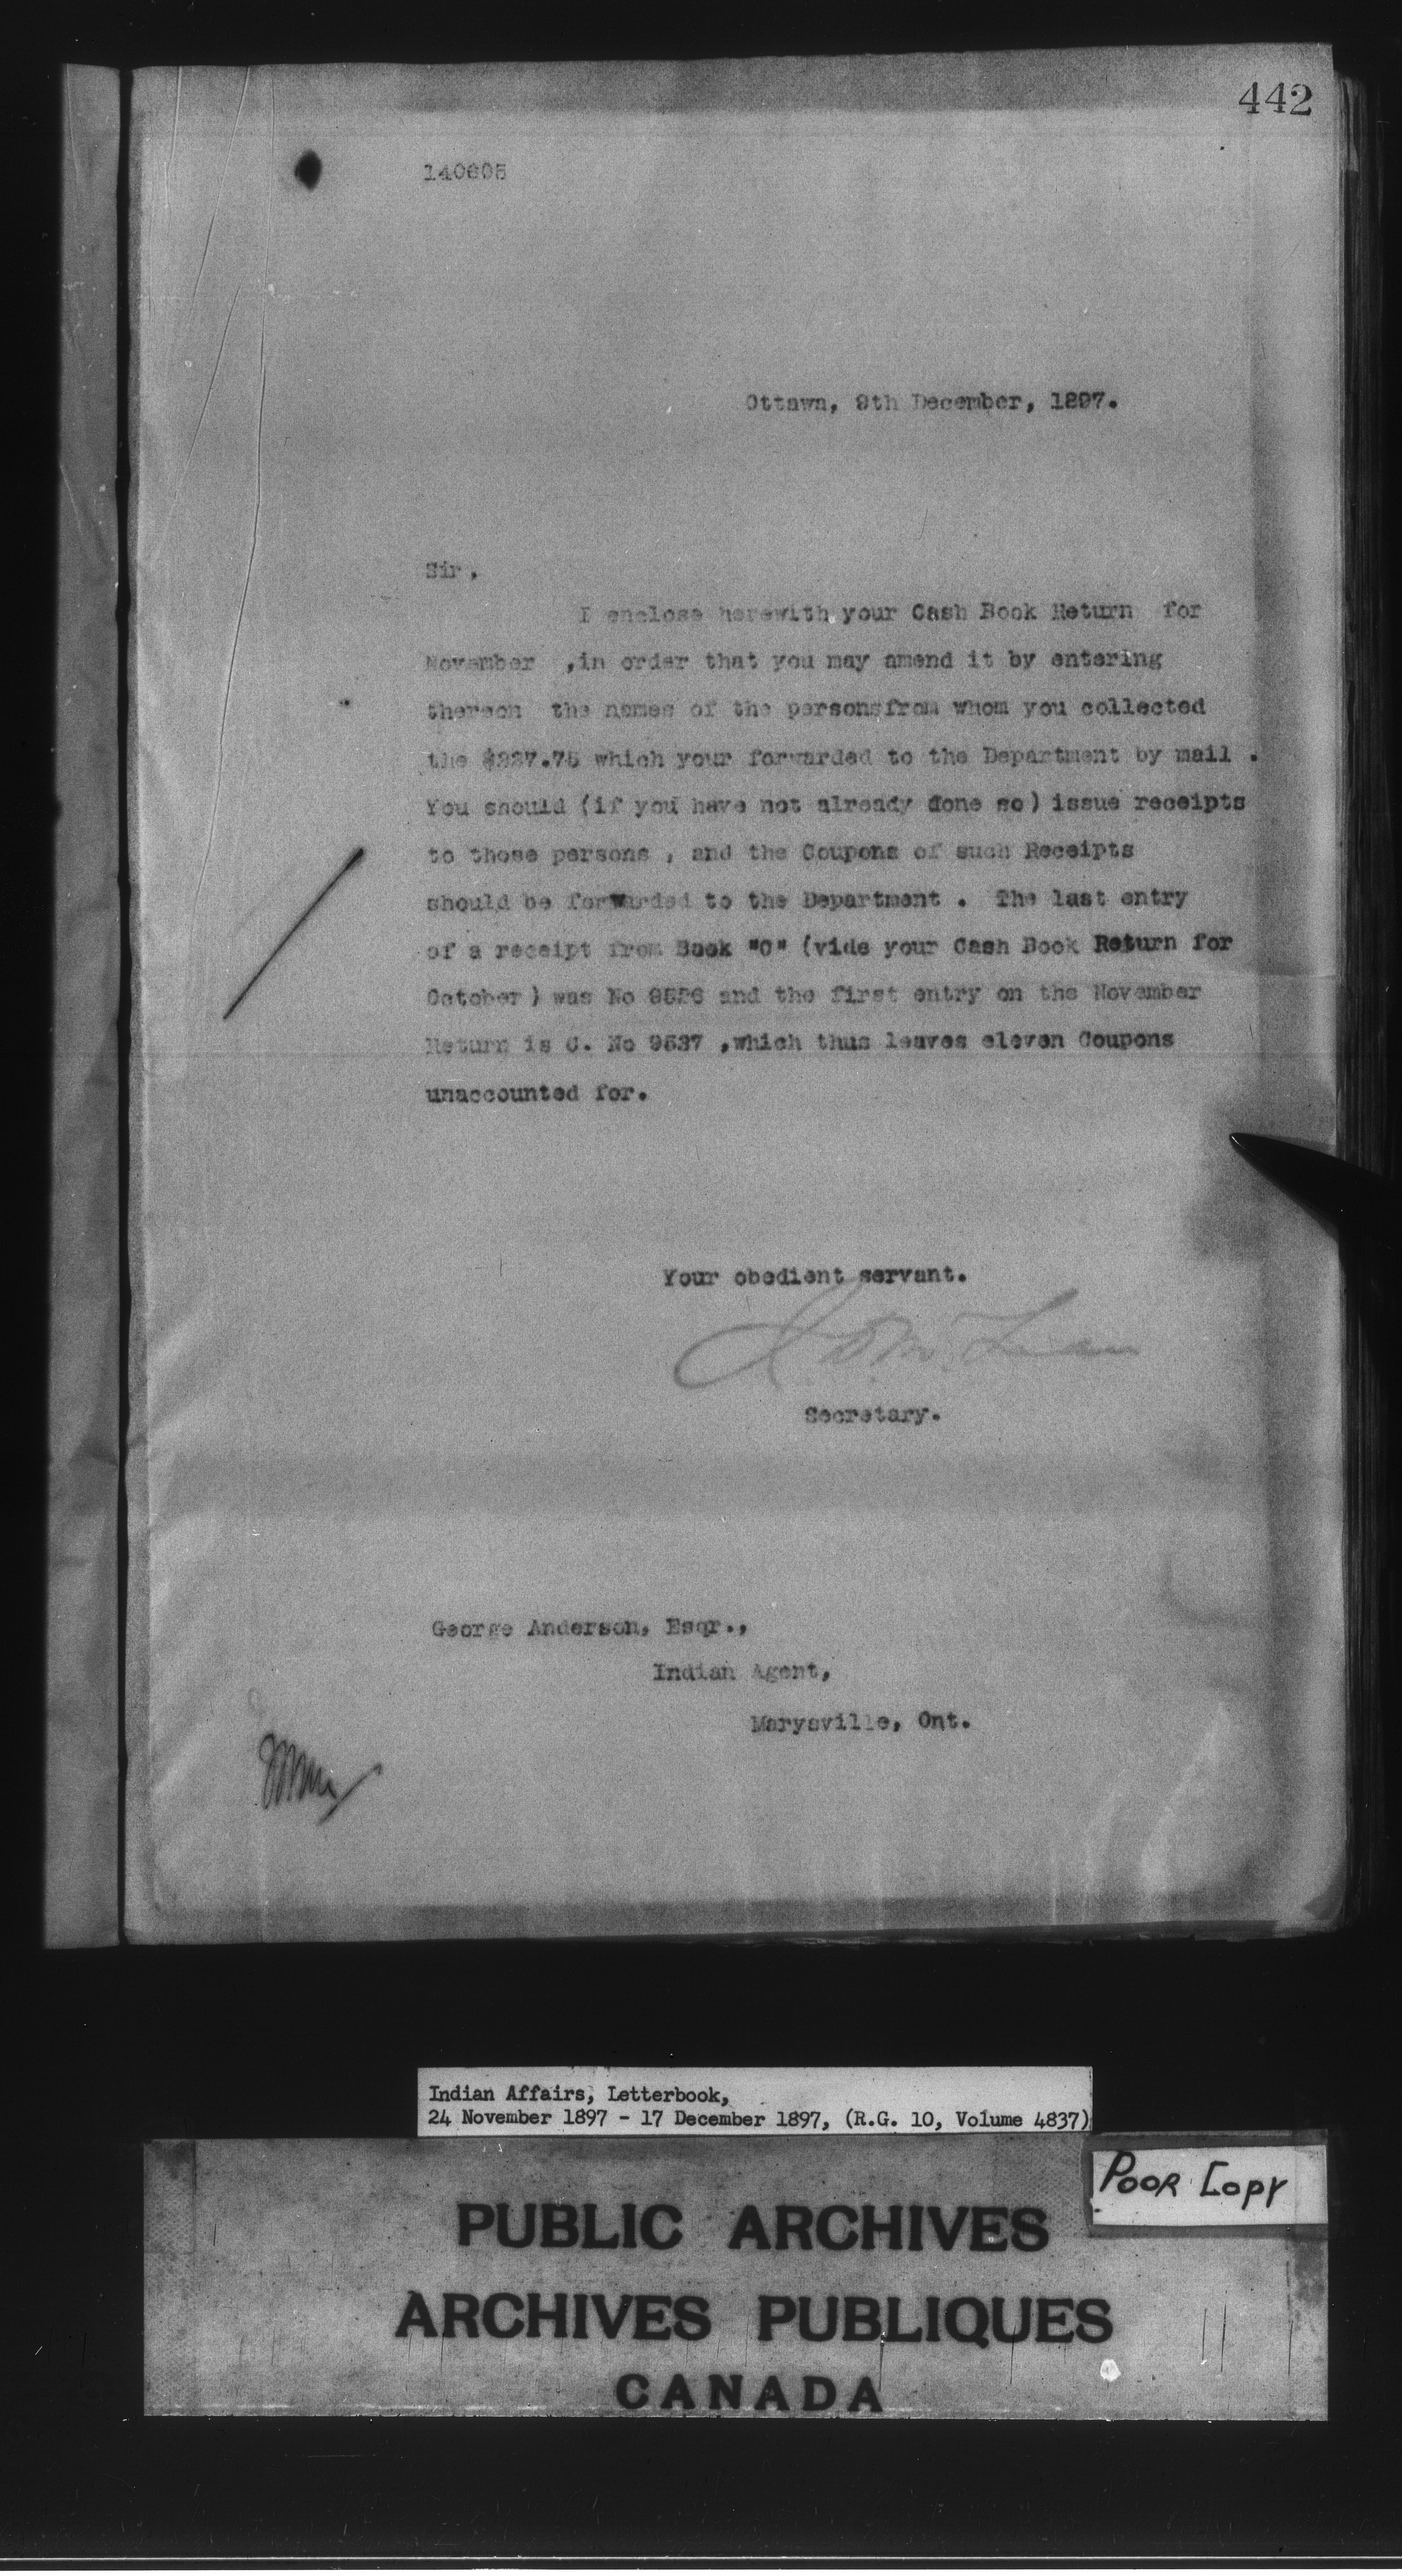 442
140605
Ottawa, 9th December, 1897.
Sir,
I enclose herewith your Cash Book Return for
November ,in order that you may amend it by entering
thereon the names of the personsfrom whom you collected
the $227.75 which your forwarded to the Department by mail .
You should (if you have not already done so) issue receipts
to those persons , and the Coupons of such Receipts
should be forwarded to the Department . The last entry
of a receipt from Book "C" (vide your Cash Book Return for
October ) was No 9526 and the first entry on the November
Return is C. No 9537 ,which thus leaves eleven Coupons
unaccounted for.
Your obedient servant.
J D McLean
Secretary.
George Anderson, Esqr.,
Indian Agent,
Marysville, Ont.
Indian Affairs, Letterbook,
24 November 1897 - 17 December 1897, (R.G. 10, Volume 4837)
POOR COPY
PUBLIC ARCHIVES
ARCHIVES PUBLIQUES
CANADA